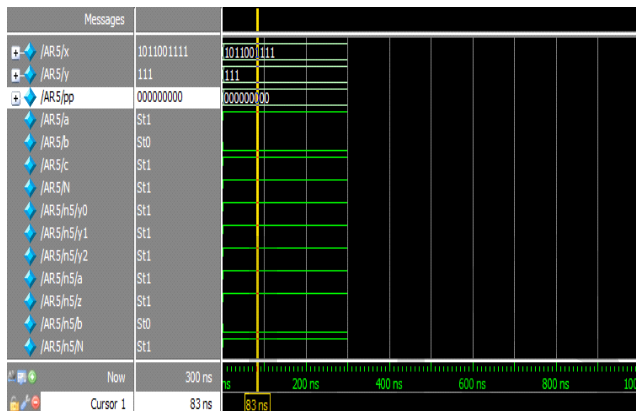 Messages
/AR5/x 1011001111 1011001111
/AR5/y 111 111
/AR5/pp 000000000 000000000
/AR5/a St1
/AR5/b St0
/AR5/c St1
/AR5/N St1
/AR5/n5/y0 St1
/AR5/n5/y1 St1
/AR5/n5/y2 St1
/AR5/n5/a St1
/AR5/n5/z St1
/AR5/n5/b St0
/AR5/n5/N St1
Now 300 ns ns 200 ns 400 ns 600 ns 800 ns 100
Cursor 1 83 ns 83 ns